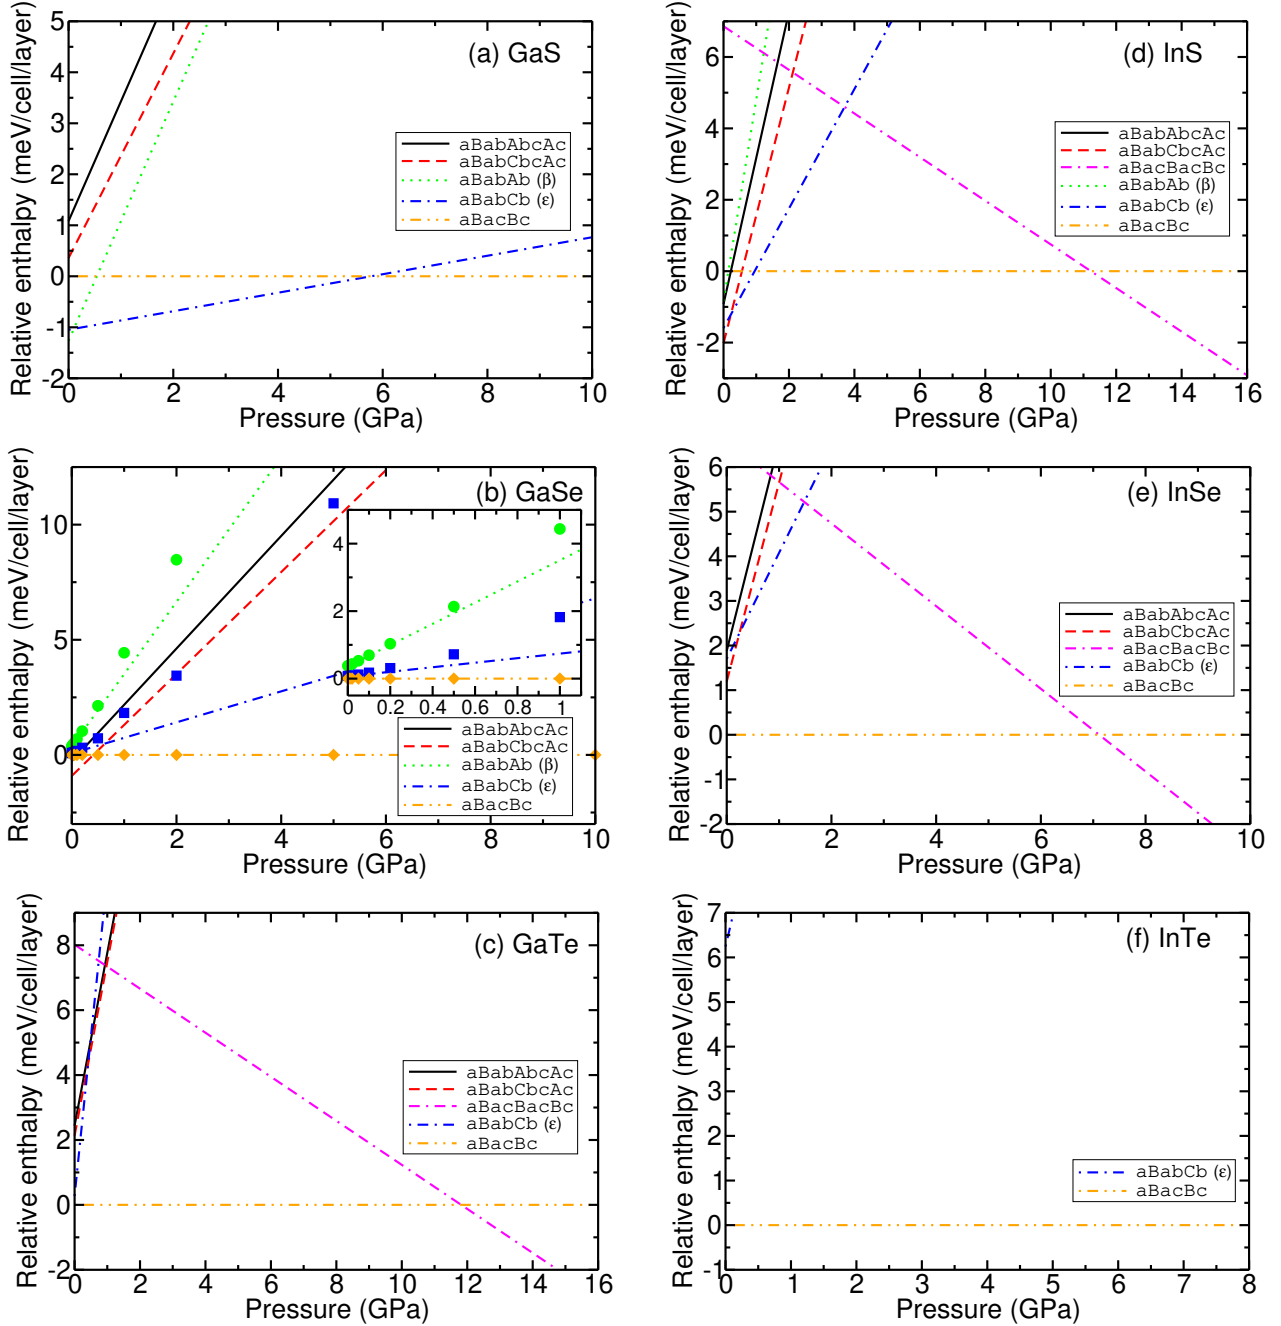 Relative enthalpy (meV/cell/layer)
5
4
3
2
1
0
-1
-2
(a) GaS
aBabAbcAc
aBabCbcAc
aBabAb (β)
aBabCb (ε)
aBacBc
0 2 4 6 8 10
Pressure (GPa)
Relative enthalpy (meV/cell/layer)
6
4
2
0
-2
(d) InS
aBabAbcAc
aBabCbcAc
aBacBacBc
aBabAb (β)
aBabCb (ε)
aBacBc
0 2 4 6 8 10 12 14 16
Pressure (GPa)
Relative enthalpy (meV/cell/layer)
10
5
0
(b) GaSe
4
2
0
0 0.2 0.4 0.6 0.8 1
aBabAbcAc
aBabCbcAc
aBabAb (β)
aBabCb (ε)
aBacBc
0 2 4 6 8 10
Pressure (GPa)
Relative enthalpy (meV/cell/layer)
6
5
4
3
2
1
0
-1
-2
(e) InSe
aBabAbcAc
aBabCbcAc
aBacBacBc
aBabCb (ε)
aBacBc
0 2 4 6 8 10
Pressure (GPa)
Relative enthalpy (meV/cell/layer)
8
6
4
2
0
-2
(c) GaTe
aBabAbcAc
aBabCbcAc
aBacBacBc
aBabCb (ε)
aBacBc
0 2 4 6 8 10 12 14 16
Pressure (GPa)
Relative enthalpy (meV/cell/layer)
7
6
5
4
3
2
1
0
-1
(f) InTe
aBabCb (ε)
aBacBc
0 1 2 3 4 5 6 7 8
Pressure (GPa)